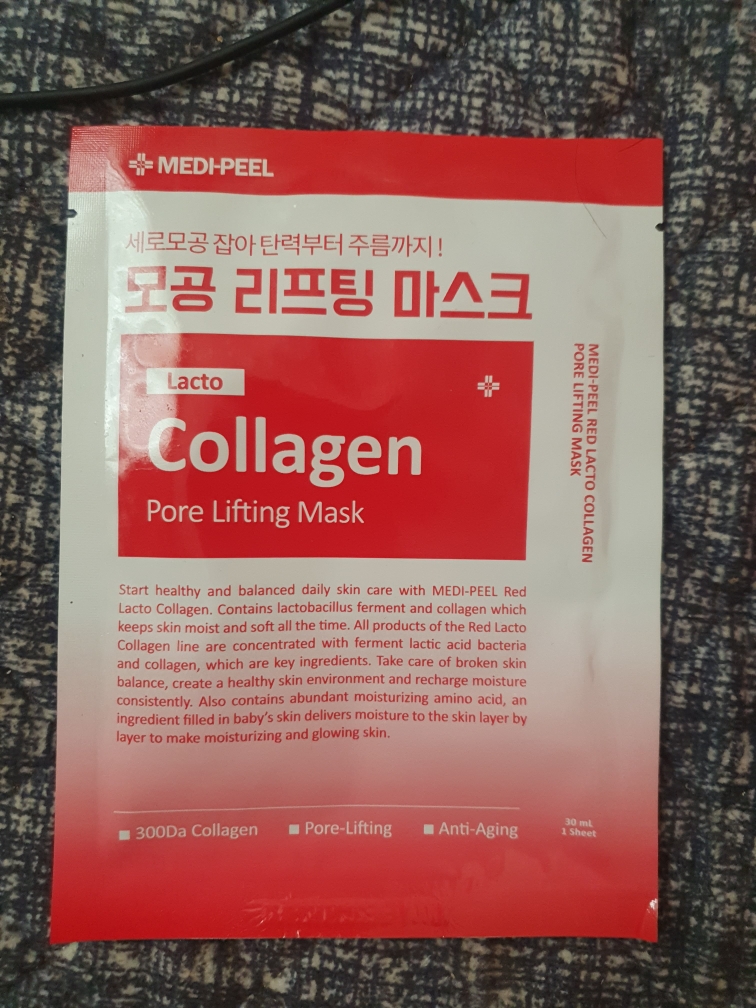 MEDI-PEEL
세로모공 잡아 탄력부터 주름까지!
모공 리프팅 마스크
Lacto
Collagen
Pore Lifting Mask
MEDI-PEEL RED LACTO COLLAGEN
PORE LIFTING MASK
Start healthy and balanced daily skin care with MEDI-PEEL Red
Lacto Collagen. Contains lactobacillus ferment and collagen which
keeps skin moist and soft all the time. All products of the Red Lacto
Collagen line are concentrated with ferment lactic acid bacteria
and collagen, which are key ingredients. Take care of broken skin
balance, create a healthy skin environment and recharge moisture
consistently. Also contains abundant moisturizing amino acid, an
ingredient filled in baby's skin delivers moisture to the skin layer by
layer to make moisturizing and glowing skin.
300Da Collagen
Pore-Lifting
Anti-Aging
30 mL
1 Sheet